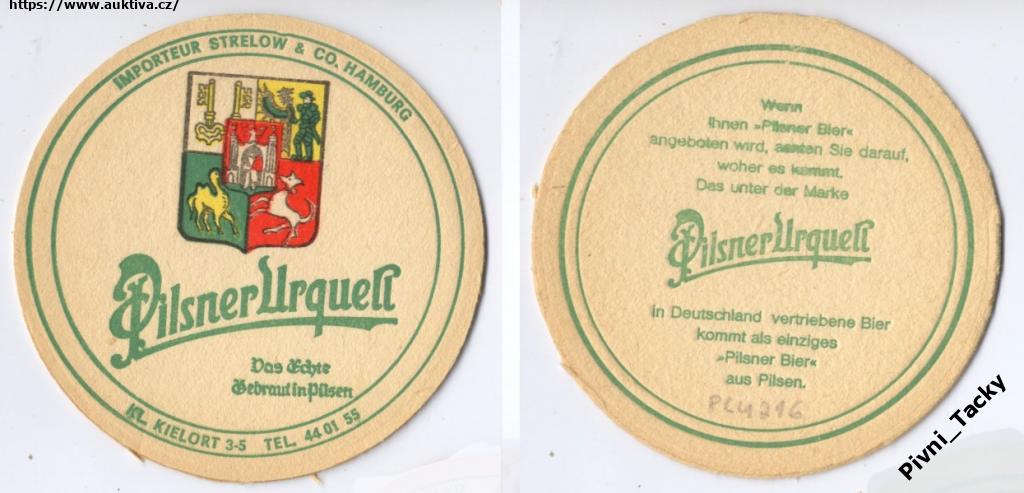 https://www.auktiva.cz/
IMPORTEUR STRELOW & CO. HAMBURG
Pilsner Urquell
Das Echte
Gebraut in Pilsen
KL. KIELORT 3-5 TEL. 44 01 55
Wenn
Ihnen »Pilsner Bier«
angeboten wird, achten Sie darauf,
woher es kommt.
Das unter der Marke
Pilsner Urquell
in Deutschland vertriebene Bier
kommt als einziges
»Pilsner Bier«
aus Pilsen.
PLU216
Pivni_Tacky